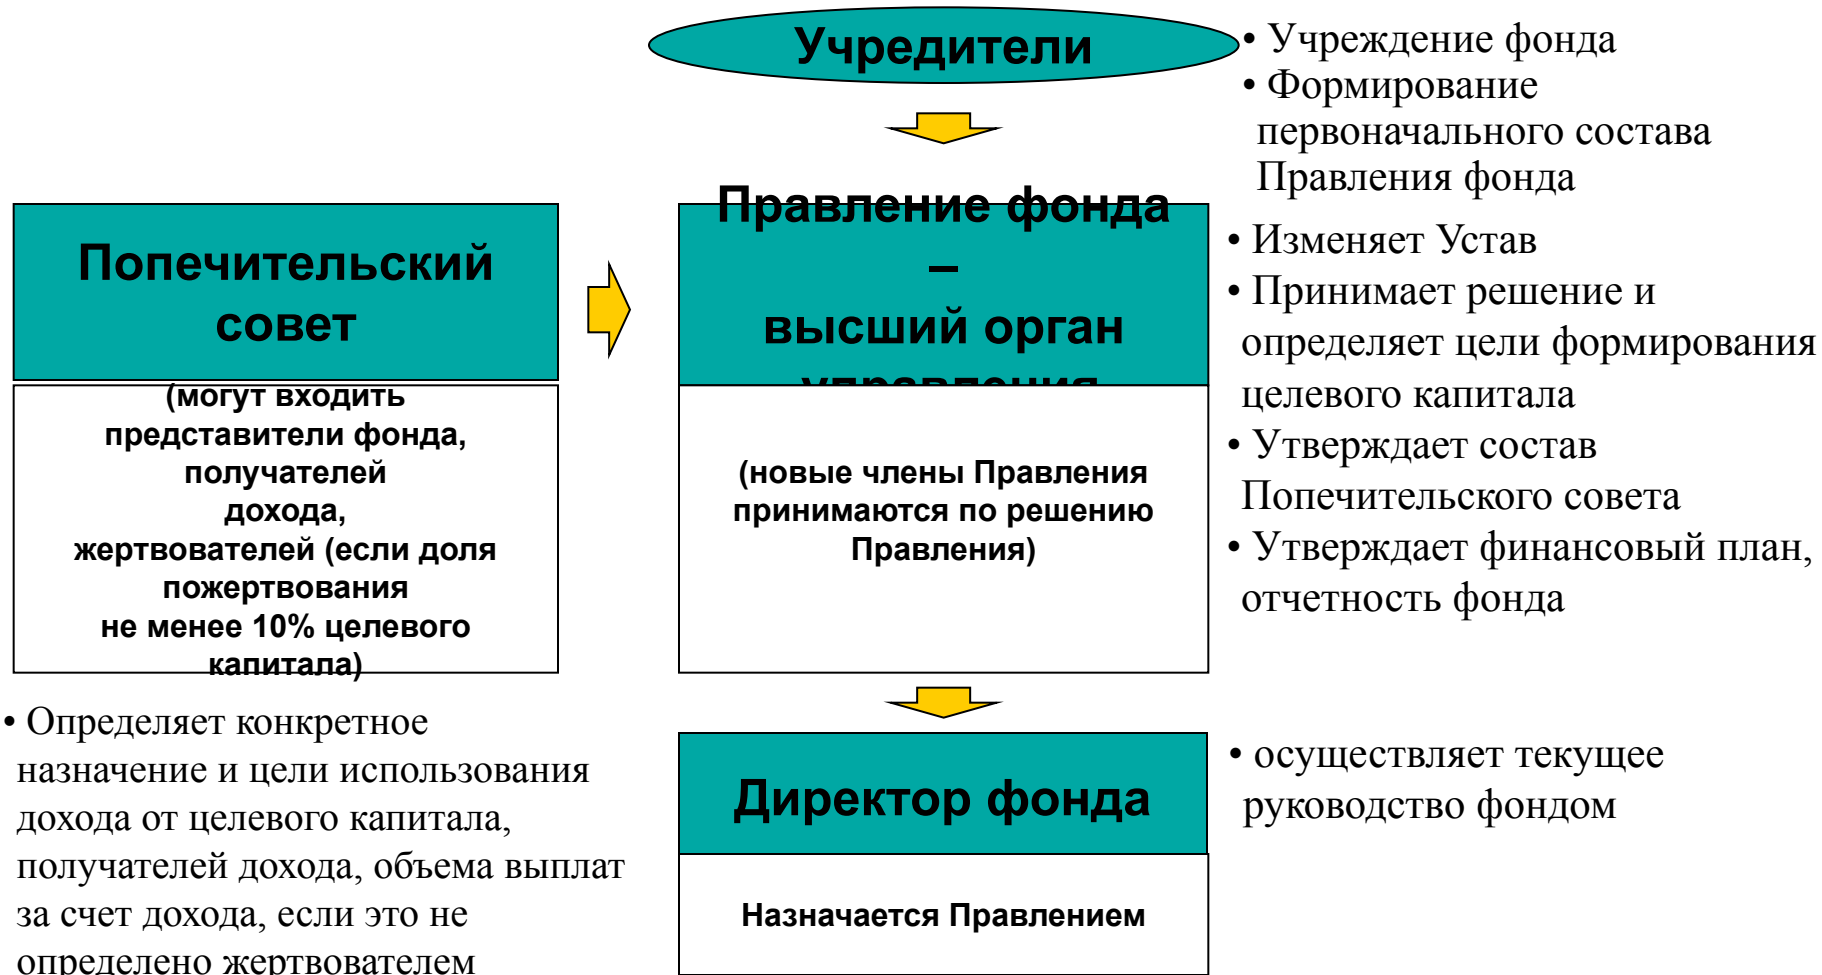 Учредители
• Учреждение фонда
• Формирование
первоначального состава
Правления фонда
Попечительский
совет
(могут входить
представители фонда,
получателей
дохода,
жертвователей (если доля
пожертвования
не менее 10% целевого
капитала)
• Определяет конкретное
назначение и цели использования
дохода от целевого капитала,
получателей дохода, объема выплат
за счет дохода, если это не
определено жертвователем
Правление фонда
–
высший орган
управления
(новые члены Правления
принимаются по решению
Правления)
• Изменяет Устав
• Принимает решение и
определяет цели формирования
целевого капитала
• Утверждает состав
Попечительского совета
• Утверждает финансовый план,
отчетность фонда
Директор фонда
Назначается Правлением
• осуществляет текущее
руководство фондом